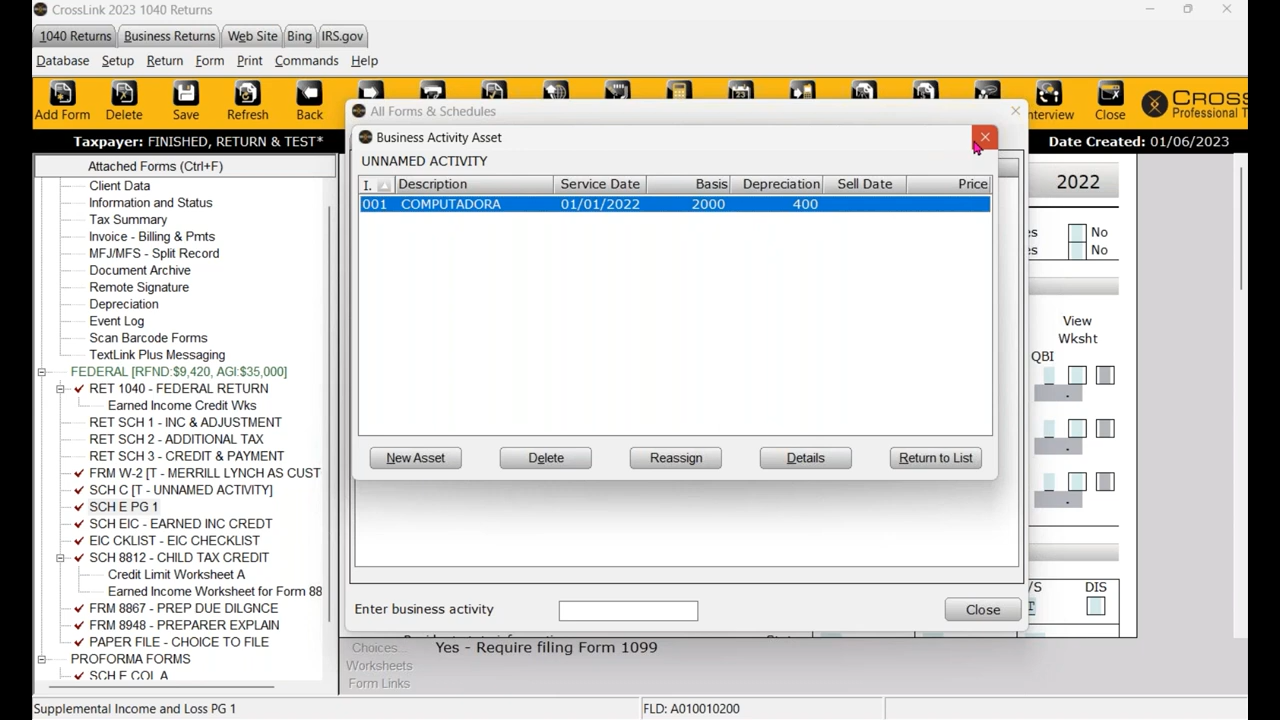 CrossLink 2023 1040 Returns
1040 Returns Business Returns Web Site Bing IRS.gov
Database Setup Return Form Print Commands Help
Add Form Delete Save Refresh Back Close
Professional
Taxpayer: FINISHED, RETURN & TEST*
Date Created: 01/06/2023
Attached Forms (Ctrl+F)
Client Data
Information and Status
Tax Summary
Invoice - Billing & Pmts
MFJ/MFS - Split Record
Document Archive
Remote Signature
Depreciation
Event Log
Scan Barcode Forms
TextLink Plus Messaging
FEDERAL [RFND:$9,420, AGI:$35,000]
RET 1040 - FEDERAL RETURN
Earned Income Credit Wks
RET SCH 1 - INC & ADJUSTMENT
RET SCH 2 - ADDITIONAL TAX
RET SCH 3 - CREDIT & PAYMENT
FRM W-2 [T - MERRILL LYNCH AS CUST
SCH C [T - UNNAMED ACTIVITY]
SCH E PG 1
SCH EIC - EARNED INC CREDT
EIC CKLIST - EIC CHECKLIST
SCH 8812 - CHILD TAX CREDIT
Credit Limit Worksheet A
Earned Income Worksheet for Form 88
FRM 8867 - PREP DUE DILGNCE
FRM 8948 - PREPARER EXPLAIN
PAPER FILE - CHOICE TO FILE
PROFORMA FORMS
SCH E COL A
All Forms & Schedules
Business Activity Asset
UNNAMED ACTIVITY
I. Description Service Date Basis Depreciation Sell Date Price
001 COMPUTADORA 01/01/2022 2000 400
New Asset Delete Reassign Details Return to List
Enter business activity
Close
2022
No
No
View
Wksht
QBI
DIS
Choices...
Yes - Require filing Form 1099
Worksheets
Form Links
Supplemental Income and Loss PG 1
FLD: A010010200